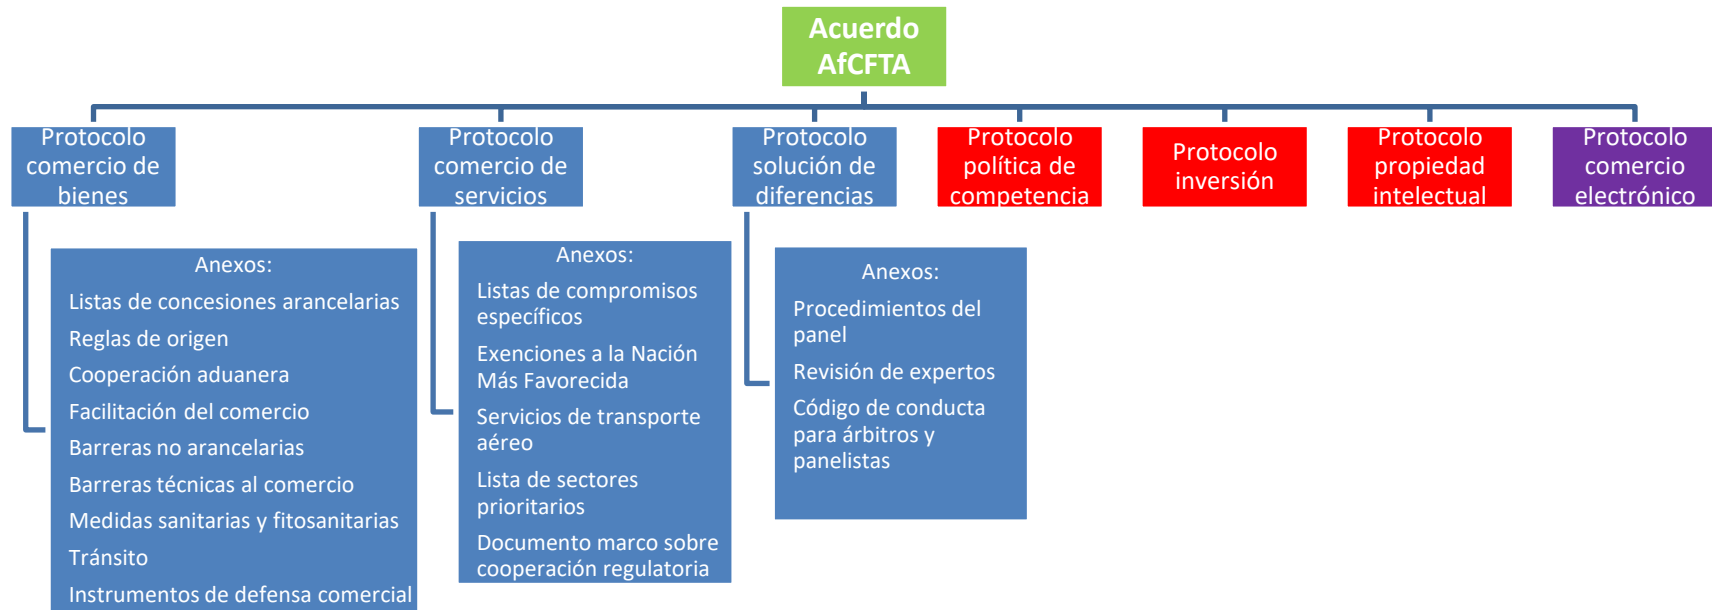 Acuerdo
AfCFTA
Protocolo
comercio de
bienes
Protocolo
comercio de
servicios
Protocolo
solución de
diferencias
Protocolo
política de
competencia
Protocolo
inversión
Protocolo
propiedad
intelectual
Protocolo
comercio
electrónico
Anexos:
Listas de concesiones arancelarias
Reglas de origen
Cooperación aduanera
Facilitación del comercio
Barreras no arancelarias
Barreras técnicas al comercio
Medidas sanitarias y fitosanitarias
Tránsito
Instrumentos de defensa comercial
Anexos:
Listas de compromisos
específicos
Exenciones a la Nación
Más Favorecida
Servicios de transporte
aéreo
Lista de sectores
prioritarios
Documento marco sobre
cooperación regulatoria
Anexos:
Procedimientos del
panel
Revisión de expertos
Código de conducta
para árbitros y
panelistas